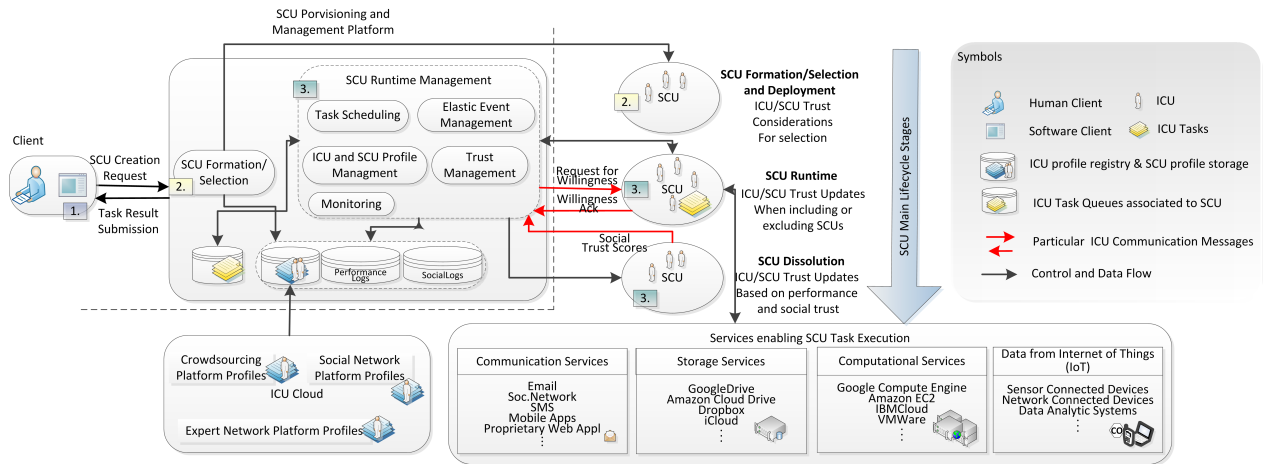 SCU Porvisioning and
Management Platform
Client
SCU Creation
Request
Task Result
Submission
1.
2.
SCU Formation/
Selection
3.
SCU Runtime Management
Task Scheduling
Elastic Event
Management
ICU and SCU Profile
Managment
Trust
Management
Monitoring
Performance
Logs
SocialLogs
Request for
Willingness
Willingness
Ack
Social
Trust Scores
SCU
2.
SCU
3.
SCU
3.
SCU Formation/Selection
and Deployment
ICU/SCU Trust
Considerations
For selection
SCU Runtime
ICU/SCU Trust Updates
When including or
excluding SCUs
SCU Dissolution
ICU/SCU Trust Updates
Based on performance
and social trust
SCU Main Lifecycle Stages
Symbols
Human Client
ICU
Software Client
ICU Tasks
ICU profile registry & SCU profile storage
ICU Task Queues associated to SCU
Particular ICU Communication Messages
Control and Data Flow
Crowdsourcing
Platform Profiles
Social Network
Platform Profiles
ICU Cloud
Expert Network Platform Profiles
Services enabling SCU Task Execution
Communication Services
Email
Soc.Network
SMS
Mobile Apps
Proprietary Web Appl
⋮
Storage Services
GoogleDrive
Amazon Cloud Drive
Dropbox
iCloud
⋮
Computational Services
Google Compute Engine
Amazon EC2
IBMCloud
VMWare
⋮
Data from Internet of Things
(IoT)
Sensor Connected Devices
Network Connected Devices
Data Analytic Systems
⋮
CO